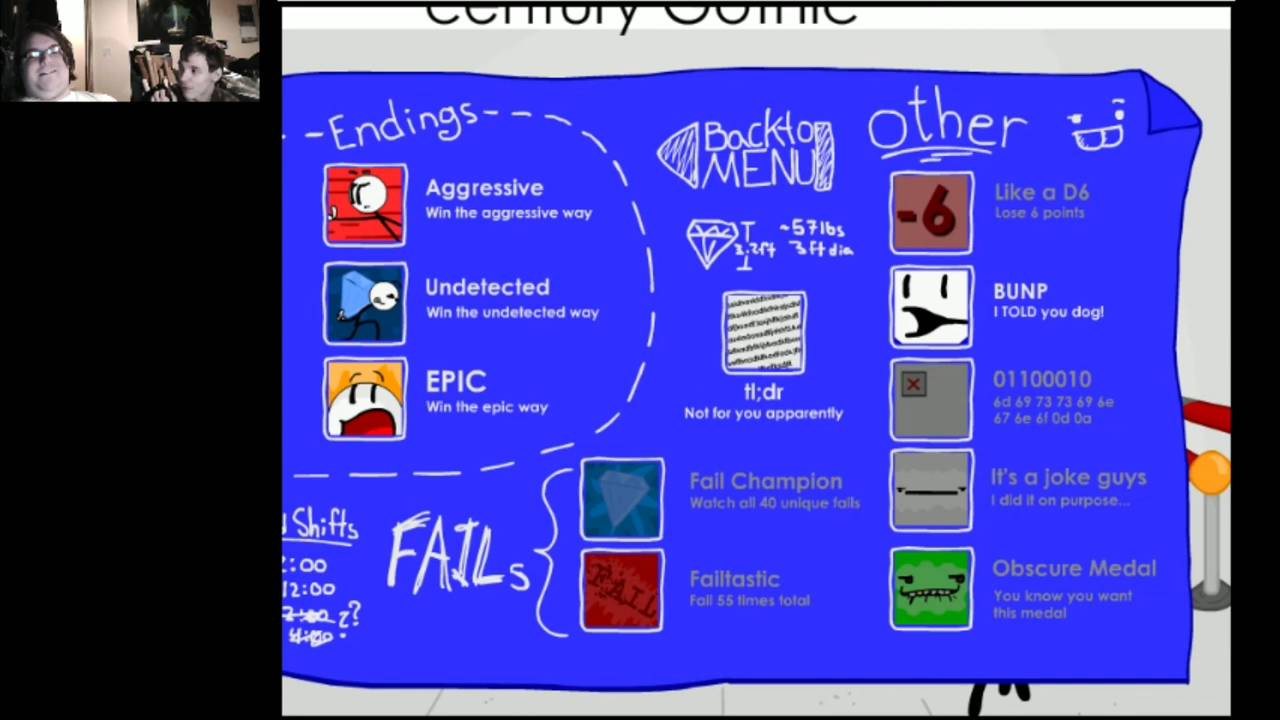 Century Gothic
Endings
Aggressive
Win the aggressive way
Undetected
Win the undetected way
EPIC
Win the epic way
Shifts
:00
12:00
?
FAILs
Back to
MENU
~57lbs
3.2ft 3ft dia
tl;dr
Not for you apparently
Fail Champion
Watch all 40 unique fails
FAIL
Failtastic
Fail 55 times total
other
-6
Like a D6
Lose 6 points
BUNP
I TOLD you dog!
01100010
6d 69 73 73 69 6e
67 6e 6f 0d 0a
It's a joke guys
I did it on purpose...
Obscure Medal
You know you want
this medal